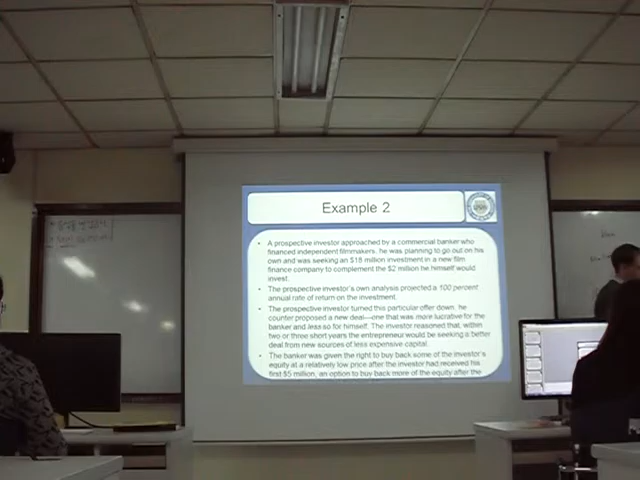 Example 2
• A prospective investor approached by a commercial banker who
financed independent filmmakers, he was planning to go out on his
own and was seeking an $18 million investment in a new film
finance company to complement the $2 million he himself would
invest.
• The prospective investor's own analysis projected a 100 percent
annual rate of return on the investment.
• The prospective investor turned this particular offer down, he
counter proposed a new deal—one that was more lucrative for the
banker and less so for himself. The investor reasoned that, within
two or three short years the entrepreneur would be seeking a better
deal from new sources of less expensive capital.
• The banker was given the right to buy back some of the investor's
equity at a relatively low price after the investor had received his
first $5 million, an option to buy back more of the equity after the